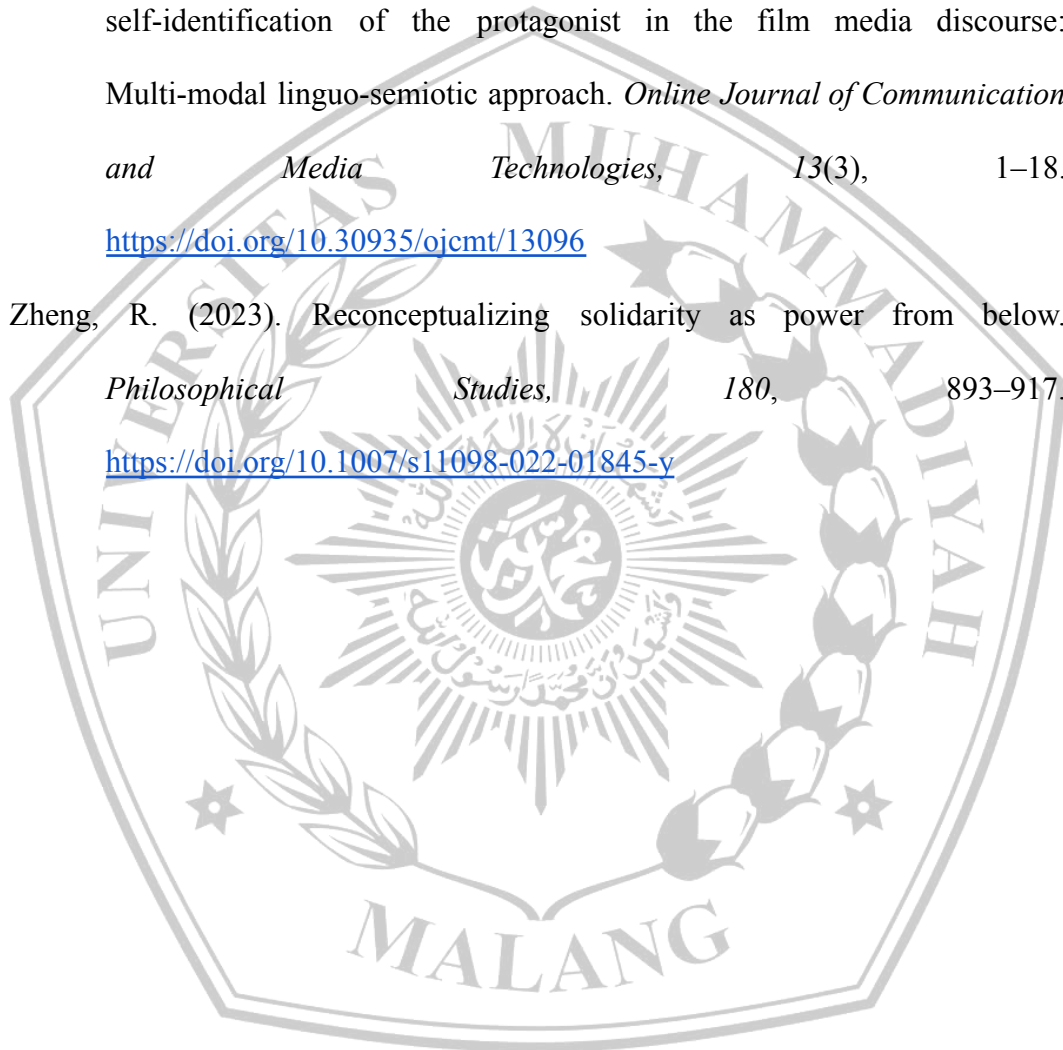 self-identification of the protagonist in the film media discourse:
Multi-modal linguo-semiotic approach. Online Journal of Communication
and Media Technologies, 13(3), 1–18.
https://doi.org/10.30935/ojcmt/13096
Zheng, R. (2023). Reconceptualizing solidarity as power from below.
Philosophical Studies, 180, 893–917.
https://doi.org/10.1007/s11098-022-01845-y
UNIVERSITAS MUHAMMADIYAH
MALANG